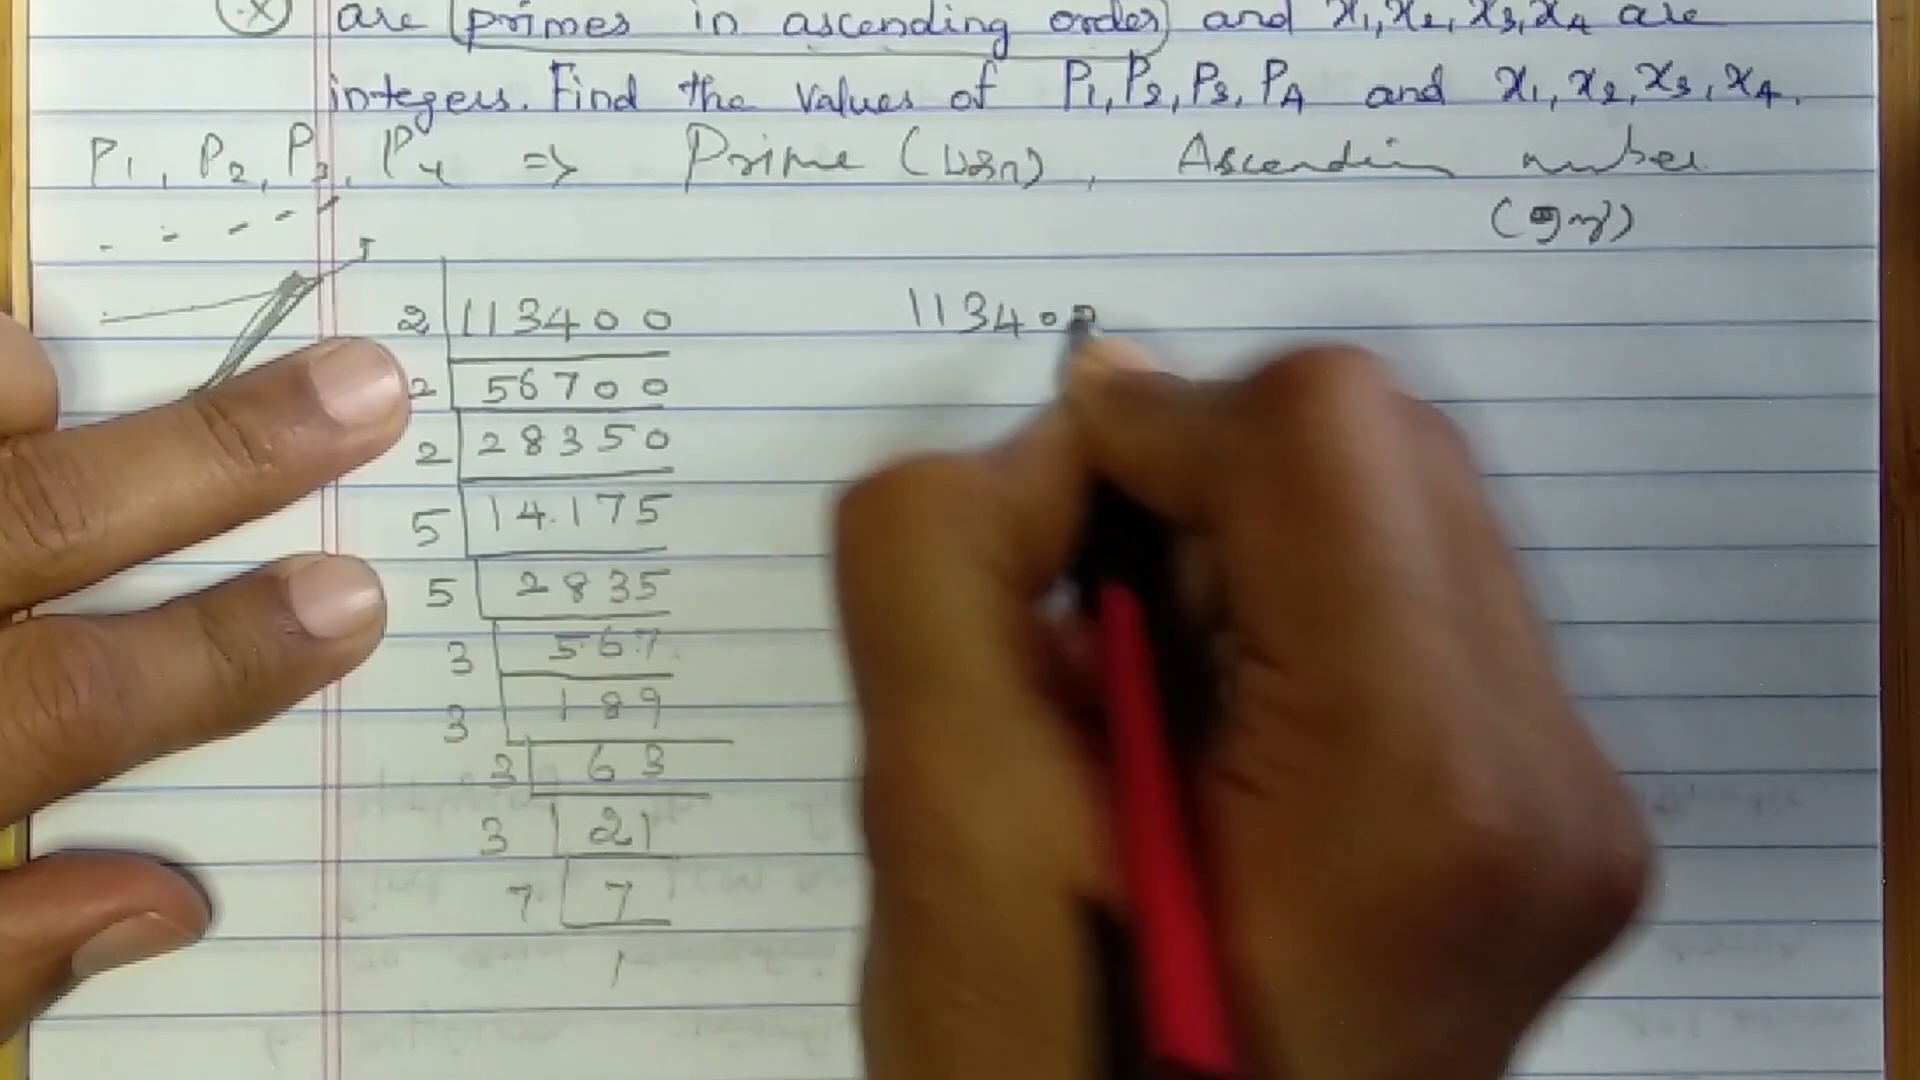 X are primes in ascending order and x1, x2, x3, x4 are
integers. Find the values of P1, P2, P3, P4 and x1, x2, x3, x4.
P1, P2, P3, P4 => Prime ( ), Ascending number
2 | 113400 113400
2 | 56700
2 | 28350
5 | 14175
5 | 2835
3 | 567
3 | 189
3 | 63
3 | 21
7 | 7
1